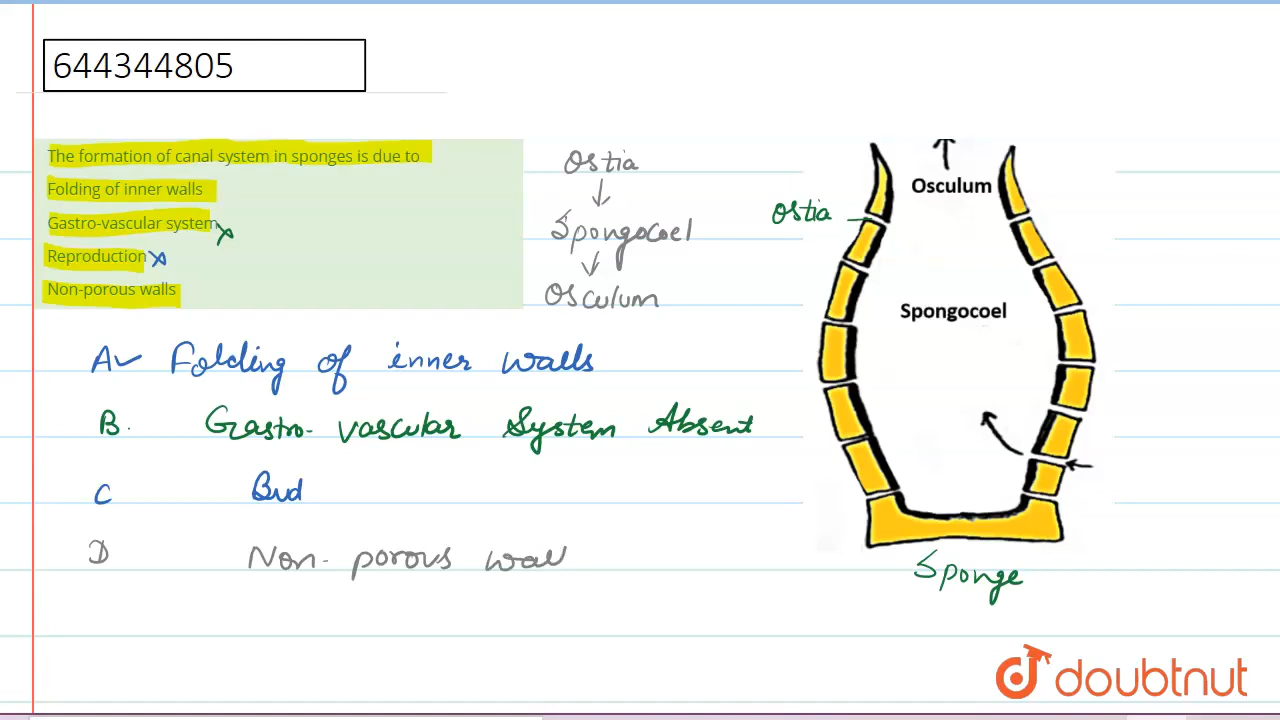 644344805
The formation of canal system in sponges is due to
Folding of inner walls
Gastro-vascular system
Reproduction
Non-porous walls
Ostia
Spongocoel
Osculum
A Folding of inner walls
B. Gastro-vascular System Absent
C Bud
D Non-porous wall
Osculum
Ostia
Spongocoel
Sponge
doubtnut